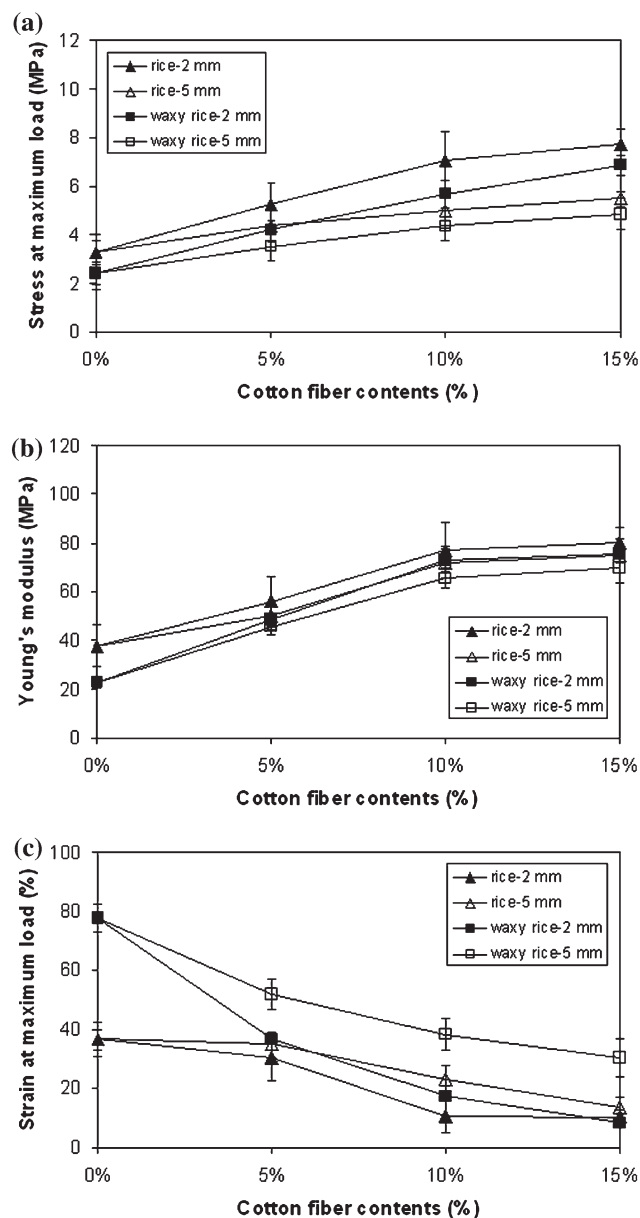 (a)
12
10
8
6
4
2
0
Stress at maximum load (MPa)
rice-2 mm
rice-5 mm
waxy rice-2 mm
waxy rice-5 mm
0% 5% 10% 15%
Cotton fiber contents (%)
(b)
120
100
80
60
40
20
0
Young's modulus (MPa)
rice-2 mm
rice-5 mm
waxy rice-2 mm
waxy rice-5 mm
0% 5% 10% 15%
Cotton fiber contents (%)
(c)
100
80
60
40
20
0
Strain at maximum load (%)
rice-2 mm
rice-5 mm
waxy rice-2 mm
waxy rice-5 mm
0% 5% 10% 15%
Cotton fiber contents (%)